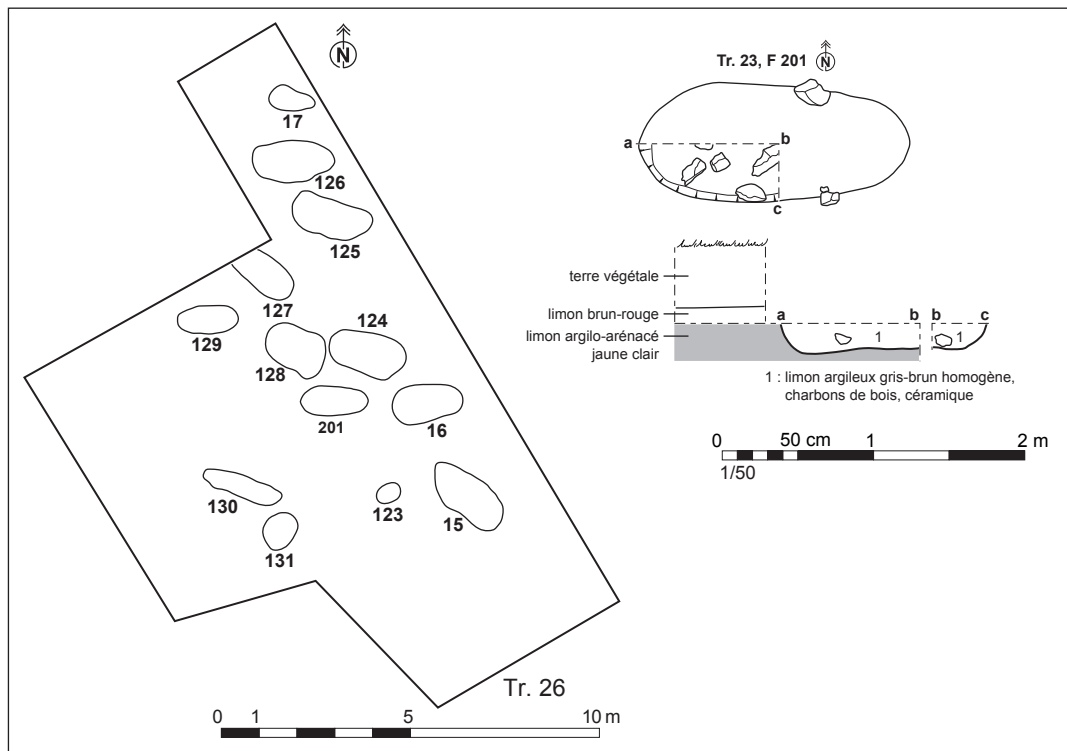 N
17
126
125
127
129
124
128
201
16
130
123
15
131
Tr. 26
0 1 5 10 m
Tr. 23, F 201 N
a b
c
terre végétale
limon brun-rouge
limon argilo-arénacé
jaune clair
a b b c
1 1
1 : limon argileux gris-brun homogène,
charbons de bois, céramique
0 50 cm 1 2 m
1/50